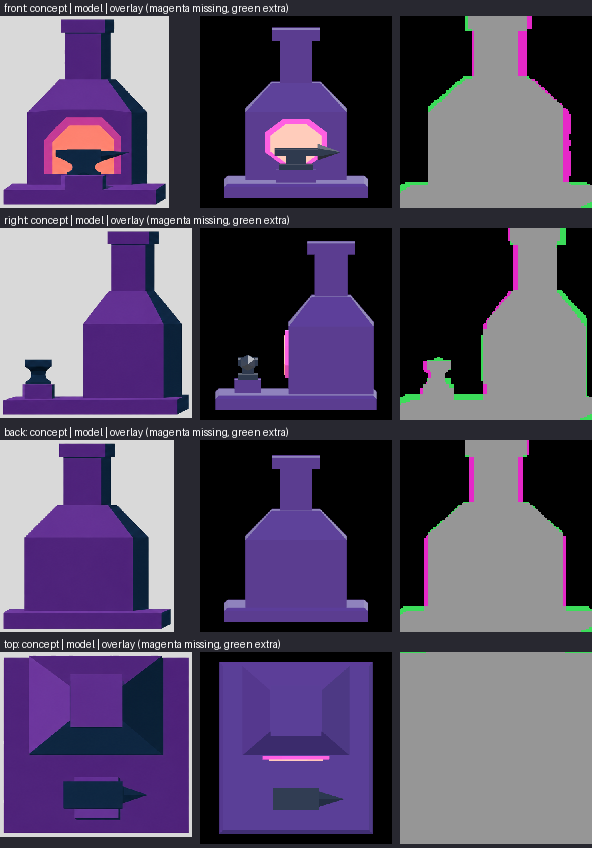 front: concept | model | overlay (magenta missing, green extra)
right: concept | model | overlay (magenta missing, green extra)
back: concept | model | overlay (magenta missing, green extra)
top: concept | model | overlay (magenta missing, green extra)